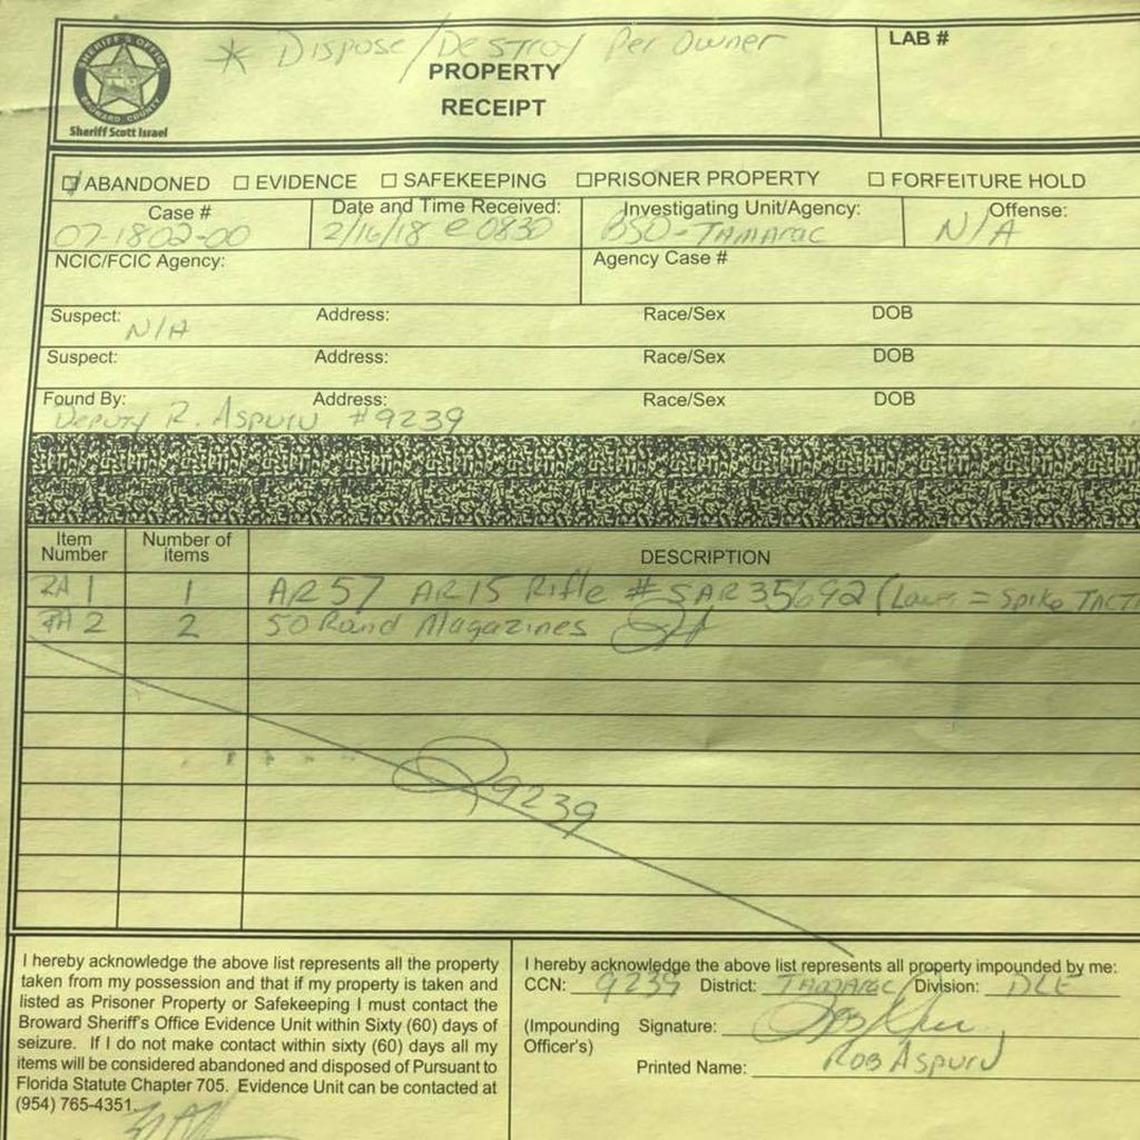 * Dispose/Destroy Per Owner
SHERIFF'S OFFICE
BROWARD COUNTY
Sheriff Scott Israel
PROPERTY
RECEIPT
LAB #
☑ ABANDONED ☐ EVIDENCE ☐ SAFEKEEPING ☐ PRISONER PROPERTY ☐ FORFEITURE HOLD
Case # Date and Time Received: Investigating Unit/Agency: Offense:
07-1802-00 2/16/18 @ 0830 BSO-Tamarac N/A
NCIC/FCIC Agency: Agency Case #
Suspect: N/A Address: Race/Sex DOB
Suspect: Address: Race/Sex DOB
Found By: Address: Race/Sex DOB
Deputy R. Aspuru #9239
Item Number Number of items DESCRIPTION
RA 1 1 AR57 AR15 Rifle # SAR35692 (Lower = Spike TACT
RA 2 2 50 Round Magazines
9239
I hereby acknowledge the above list represents all the property
taken from my possession and that if my property is taken and
listed as Prisoner Property or Safekeeping I must contact the
Broward Sheriff's Office Evidence Unit within Sixty (60) days of
seizure. If I do not make contact within sixty (60) days all my
items will be considered abandoned and disposed of Pursuant to
Florida Statute Chapter 705. Evidence Unit can be contacted at
(954) 765-4351.
I hereby acknowledge the above list represents all property impounded by me:
CCN: 9239 District: Tamarac Division: DLE
(Impounding Officer's) Signature:
Printed Name: Rob Aspuru